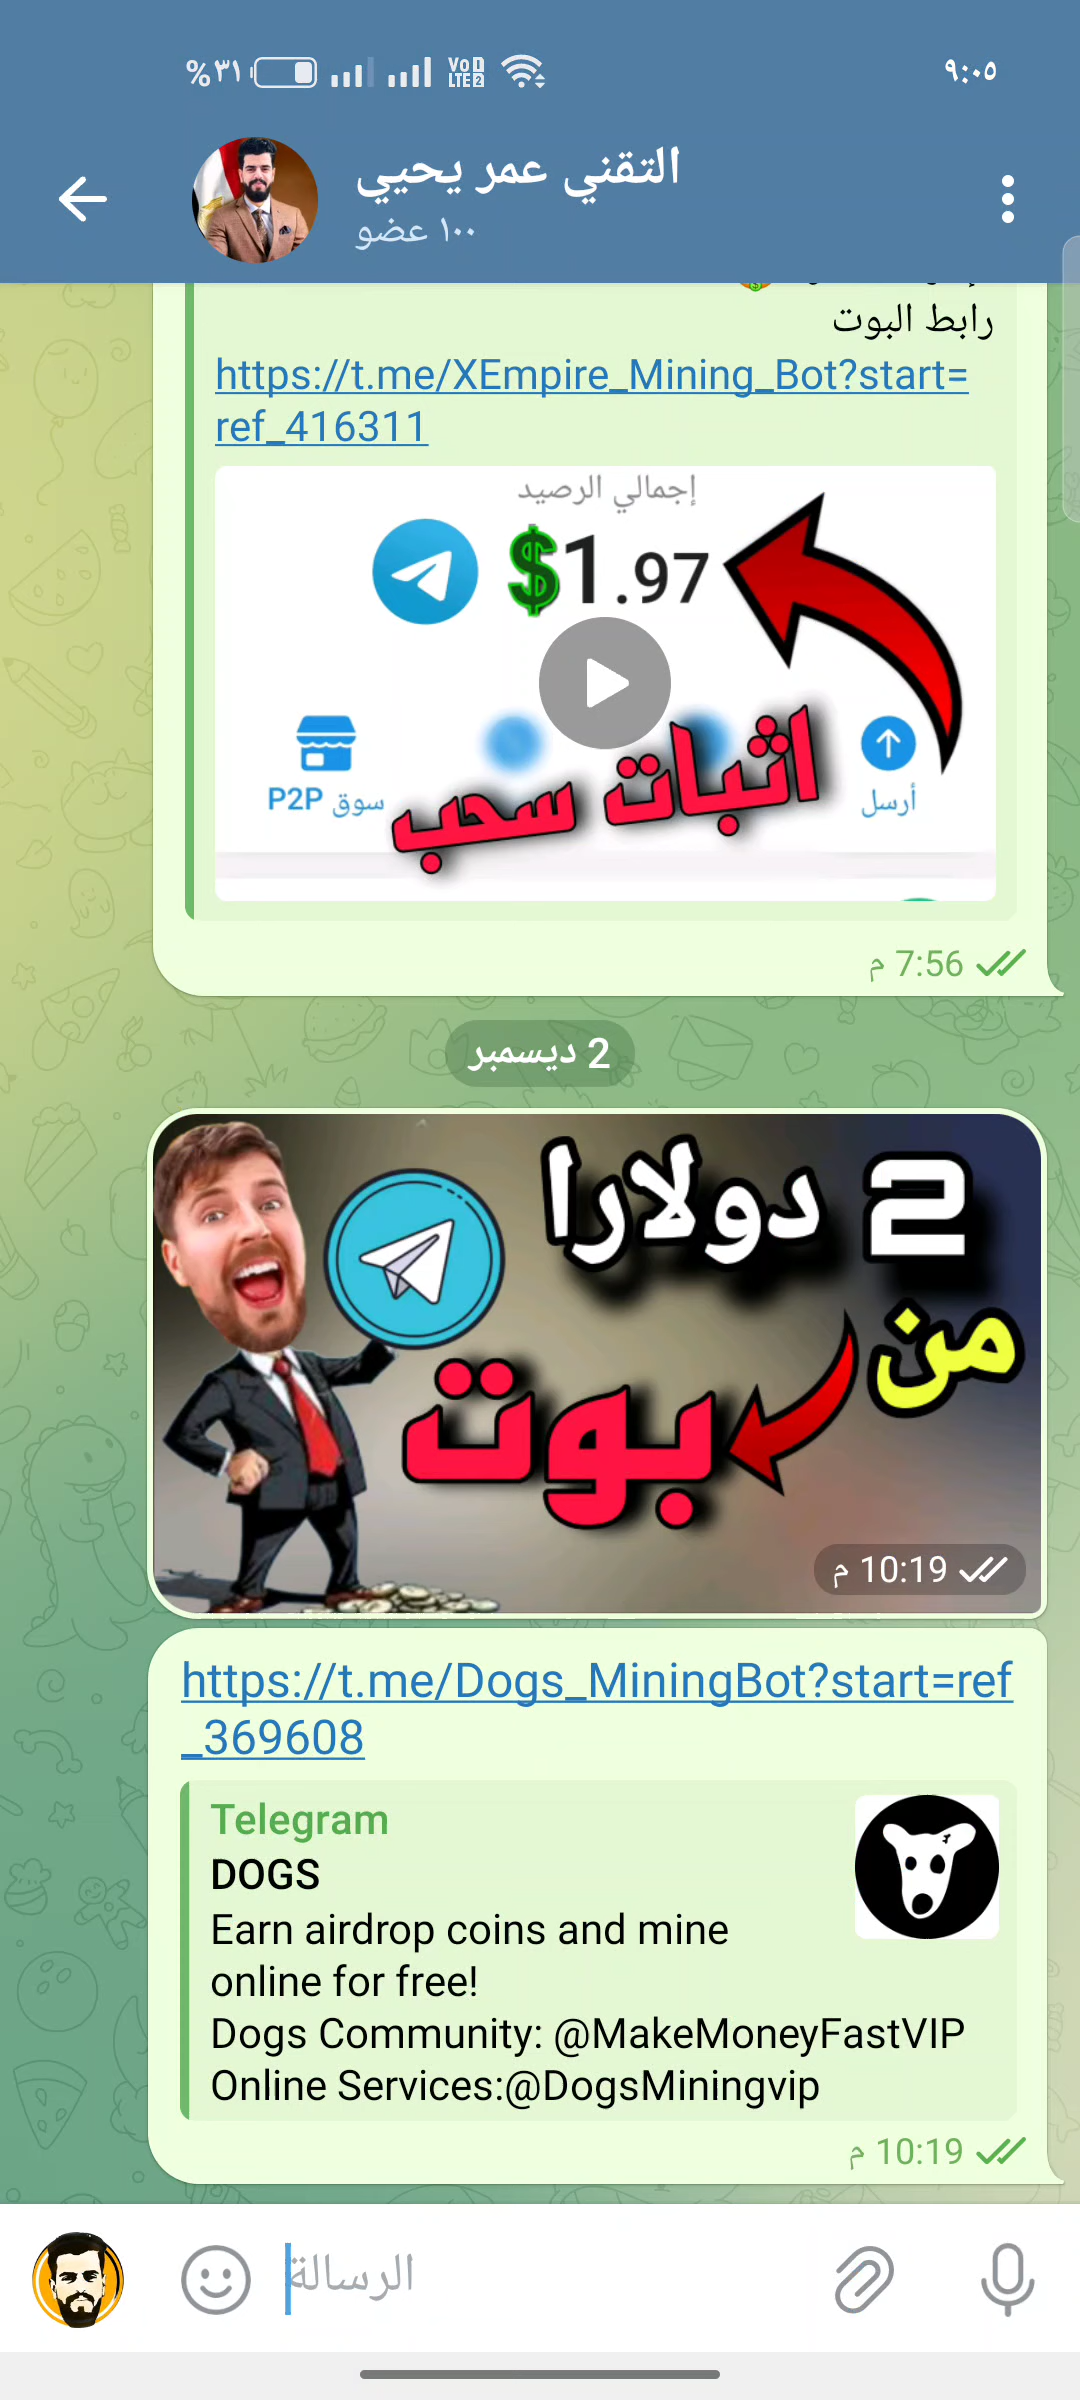 ٩:٠٥
%٣١
VoLTE2
التقني عمر يحيي
١٠٠ عضو
رابط البوت
https://t.me/XEmpire_Mining_Bot?start=
ref_416311
إجمالي الرصيد
$1.97
سوق P2P
أرسل
اثبات سحب
7:56 م
2 ديسمبر
2 دولارا
من
بوت
10:19 م
https://t.me/Dogs_MiningBot?start=ref
_369608
Telegram
DOGS
Earn airdrop coins and mine
online for free!
Dogs Community: @MakeMoneyFastVIP
Online Services:@DogsMiningvip
10:19 م
الرسالة